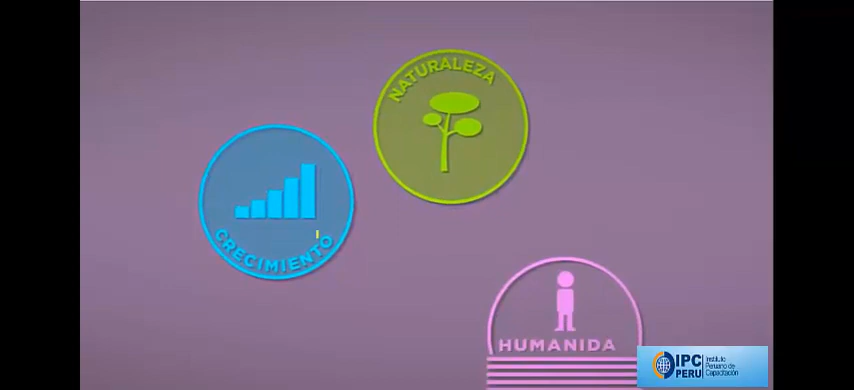 NATURALEZA
CRECIMIENTO
HUMANIDA
IPC
PERU
Instituto
Peruano de
Capacitación